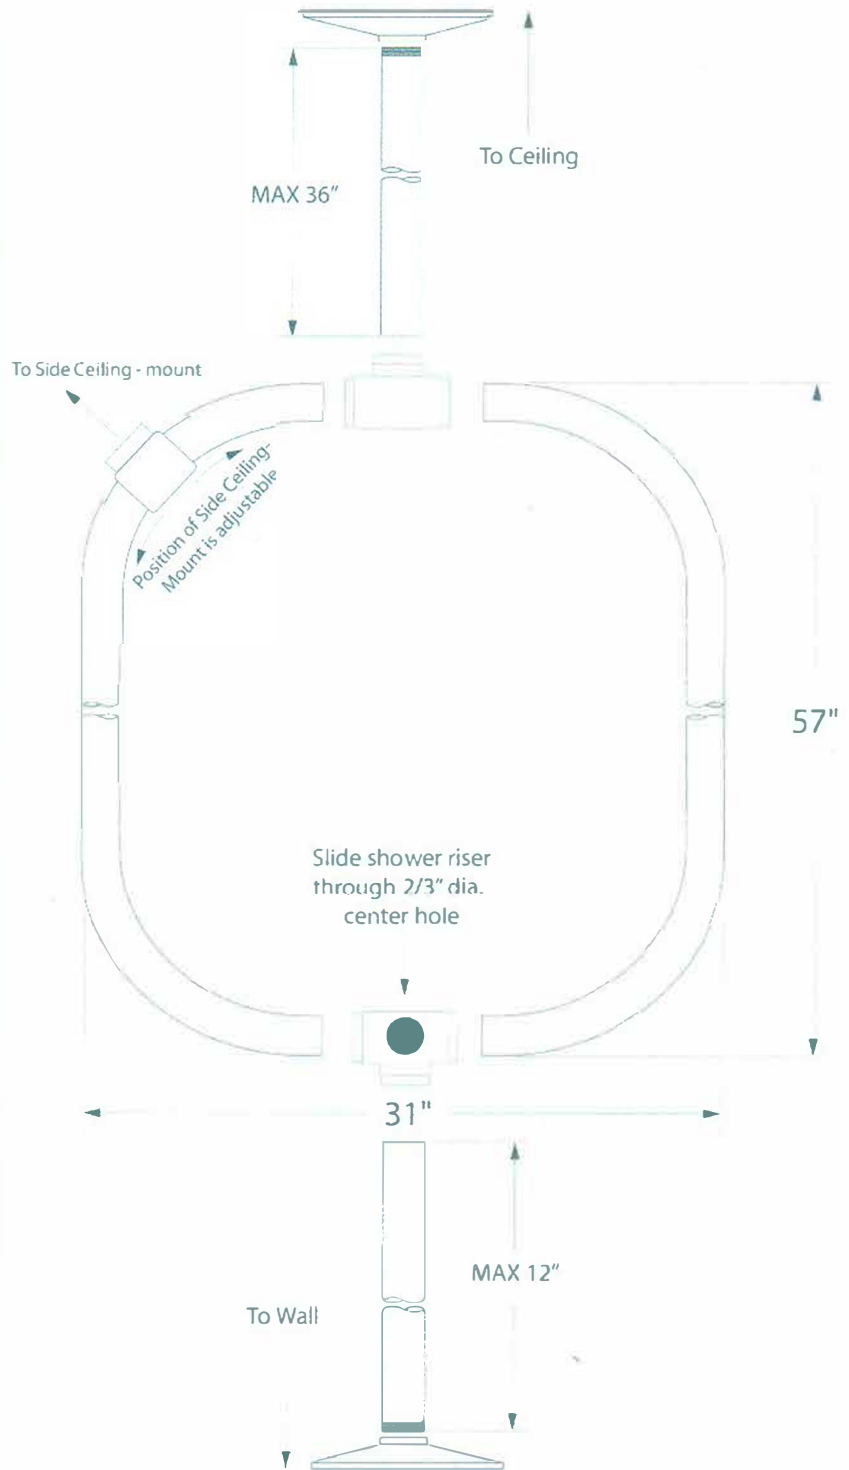 To Ceiling
MAX 36"
To Side Ceiling - mount
Position of Side Ceiling-
Mount is adjustable
57"
Slide shower riser
through 2/3" dia.
center hole
31"
MAX 12"
To Wall